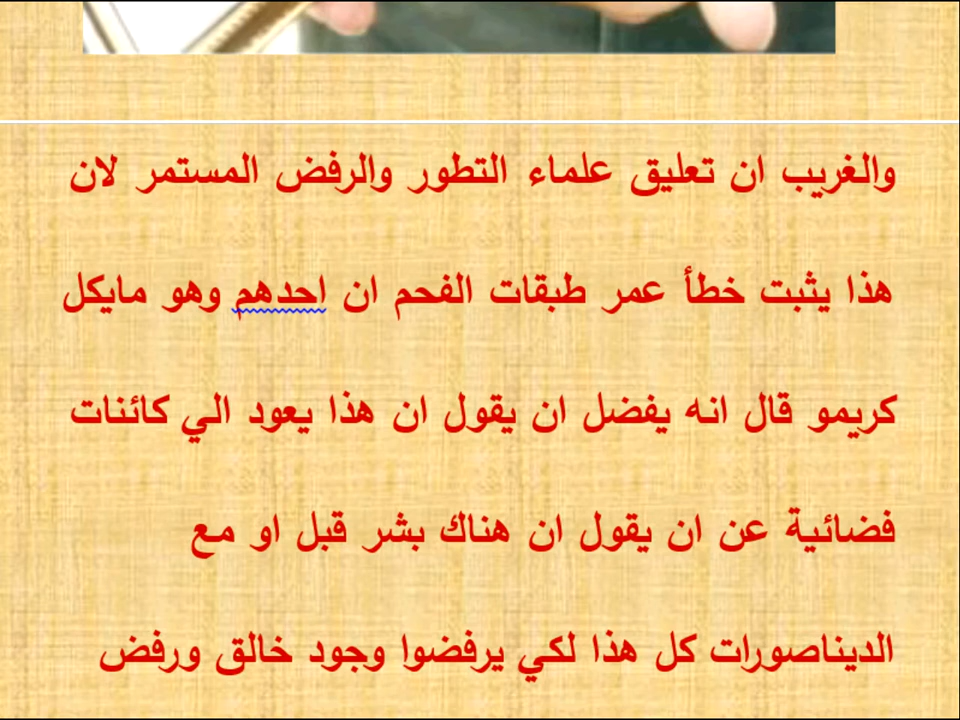 والغريب ان تعليق علماء التطور والرفض المستمر لان
هذا يثبت خطأ عمر طبقات الفحم ان احدهم وهو مايكل
كريمو قال انه يفضل ان يقول ان هذا يعود الي كائنات
فضائية عن ان يقول ان هناك بشر قبل او مع
الديناصورات كل هذا لكي يرفضوا وجود خالق ورفض